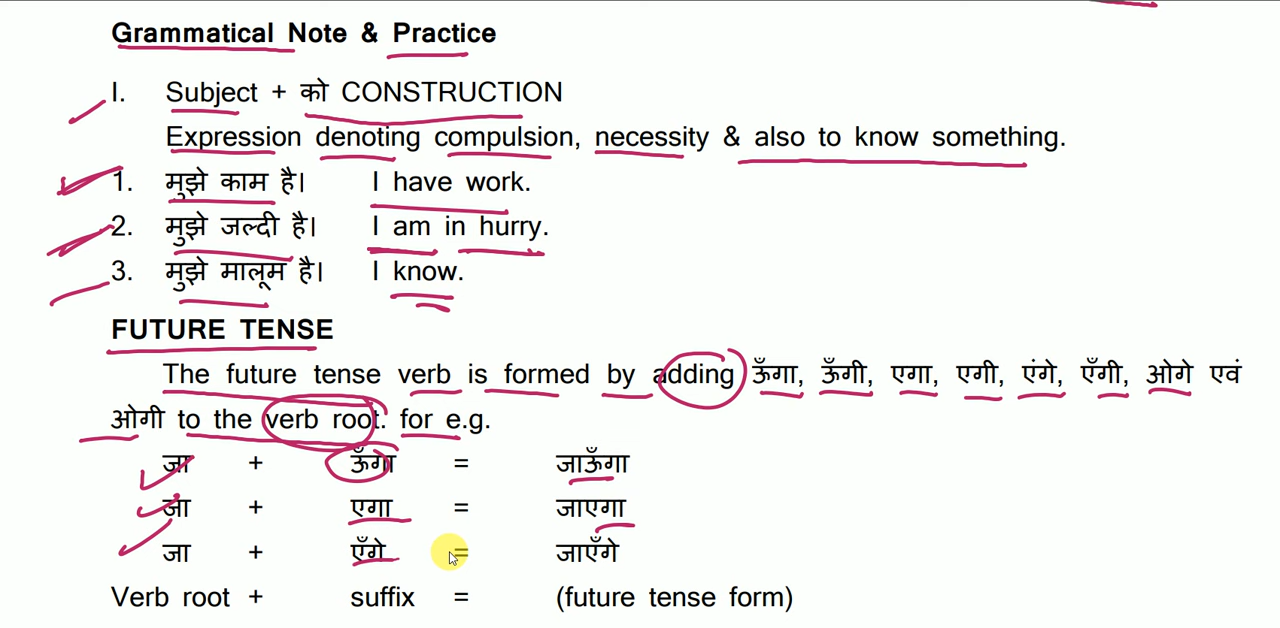 Grammatical Note & Practice
I. Subject + को CONSTRUCTION
Expression denoting compulsion, necessity & also to know something.
1. मुझे काम है। I have work.
2. मुझे जल्दी है। I am in hurry.
3. मुझे मालूम है। I know.
FUTURE TENSE
The future tense verb is formed by adding ऊँगा, ऊँगी, एगा, एगी, एंगे, एँगी, ओगे एवं
ओगी to the verb root. for e.g.
जा + ऊँगा = जाऊँगा
जा + एगा = जाएगा
जा + एँगे = जाएँगे
Verb root + suffix = (future tense form)